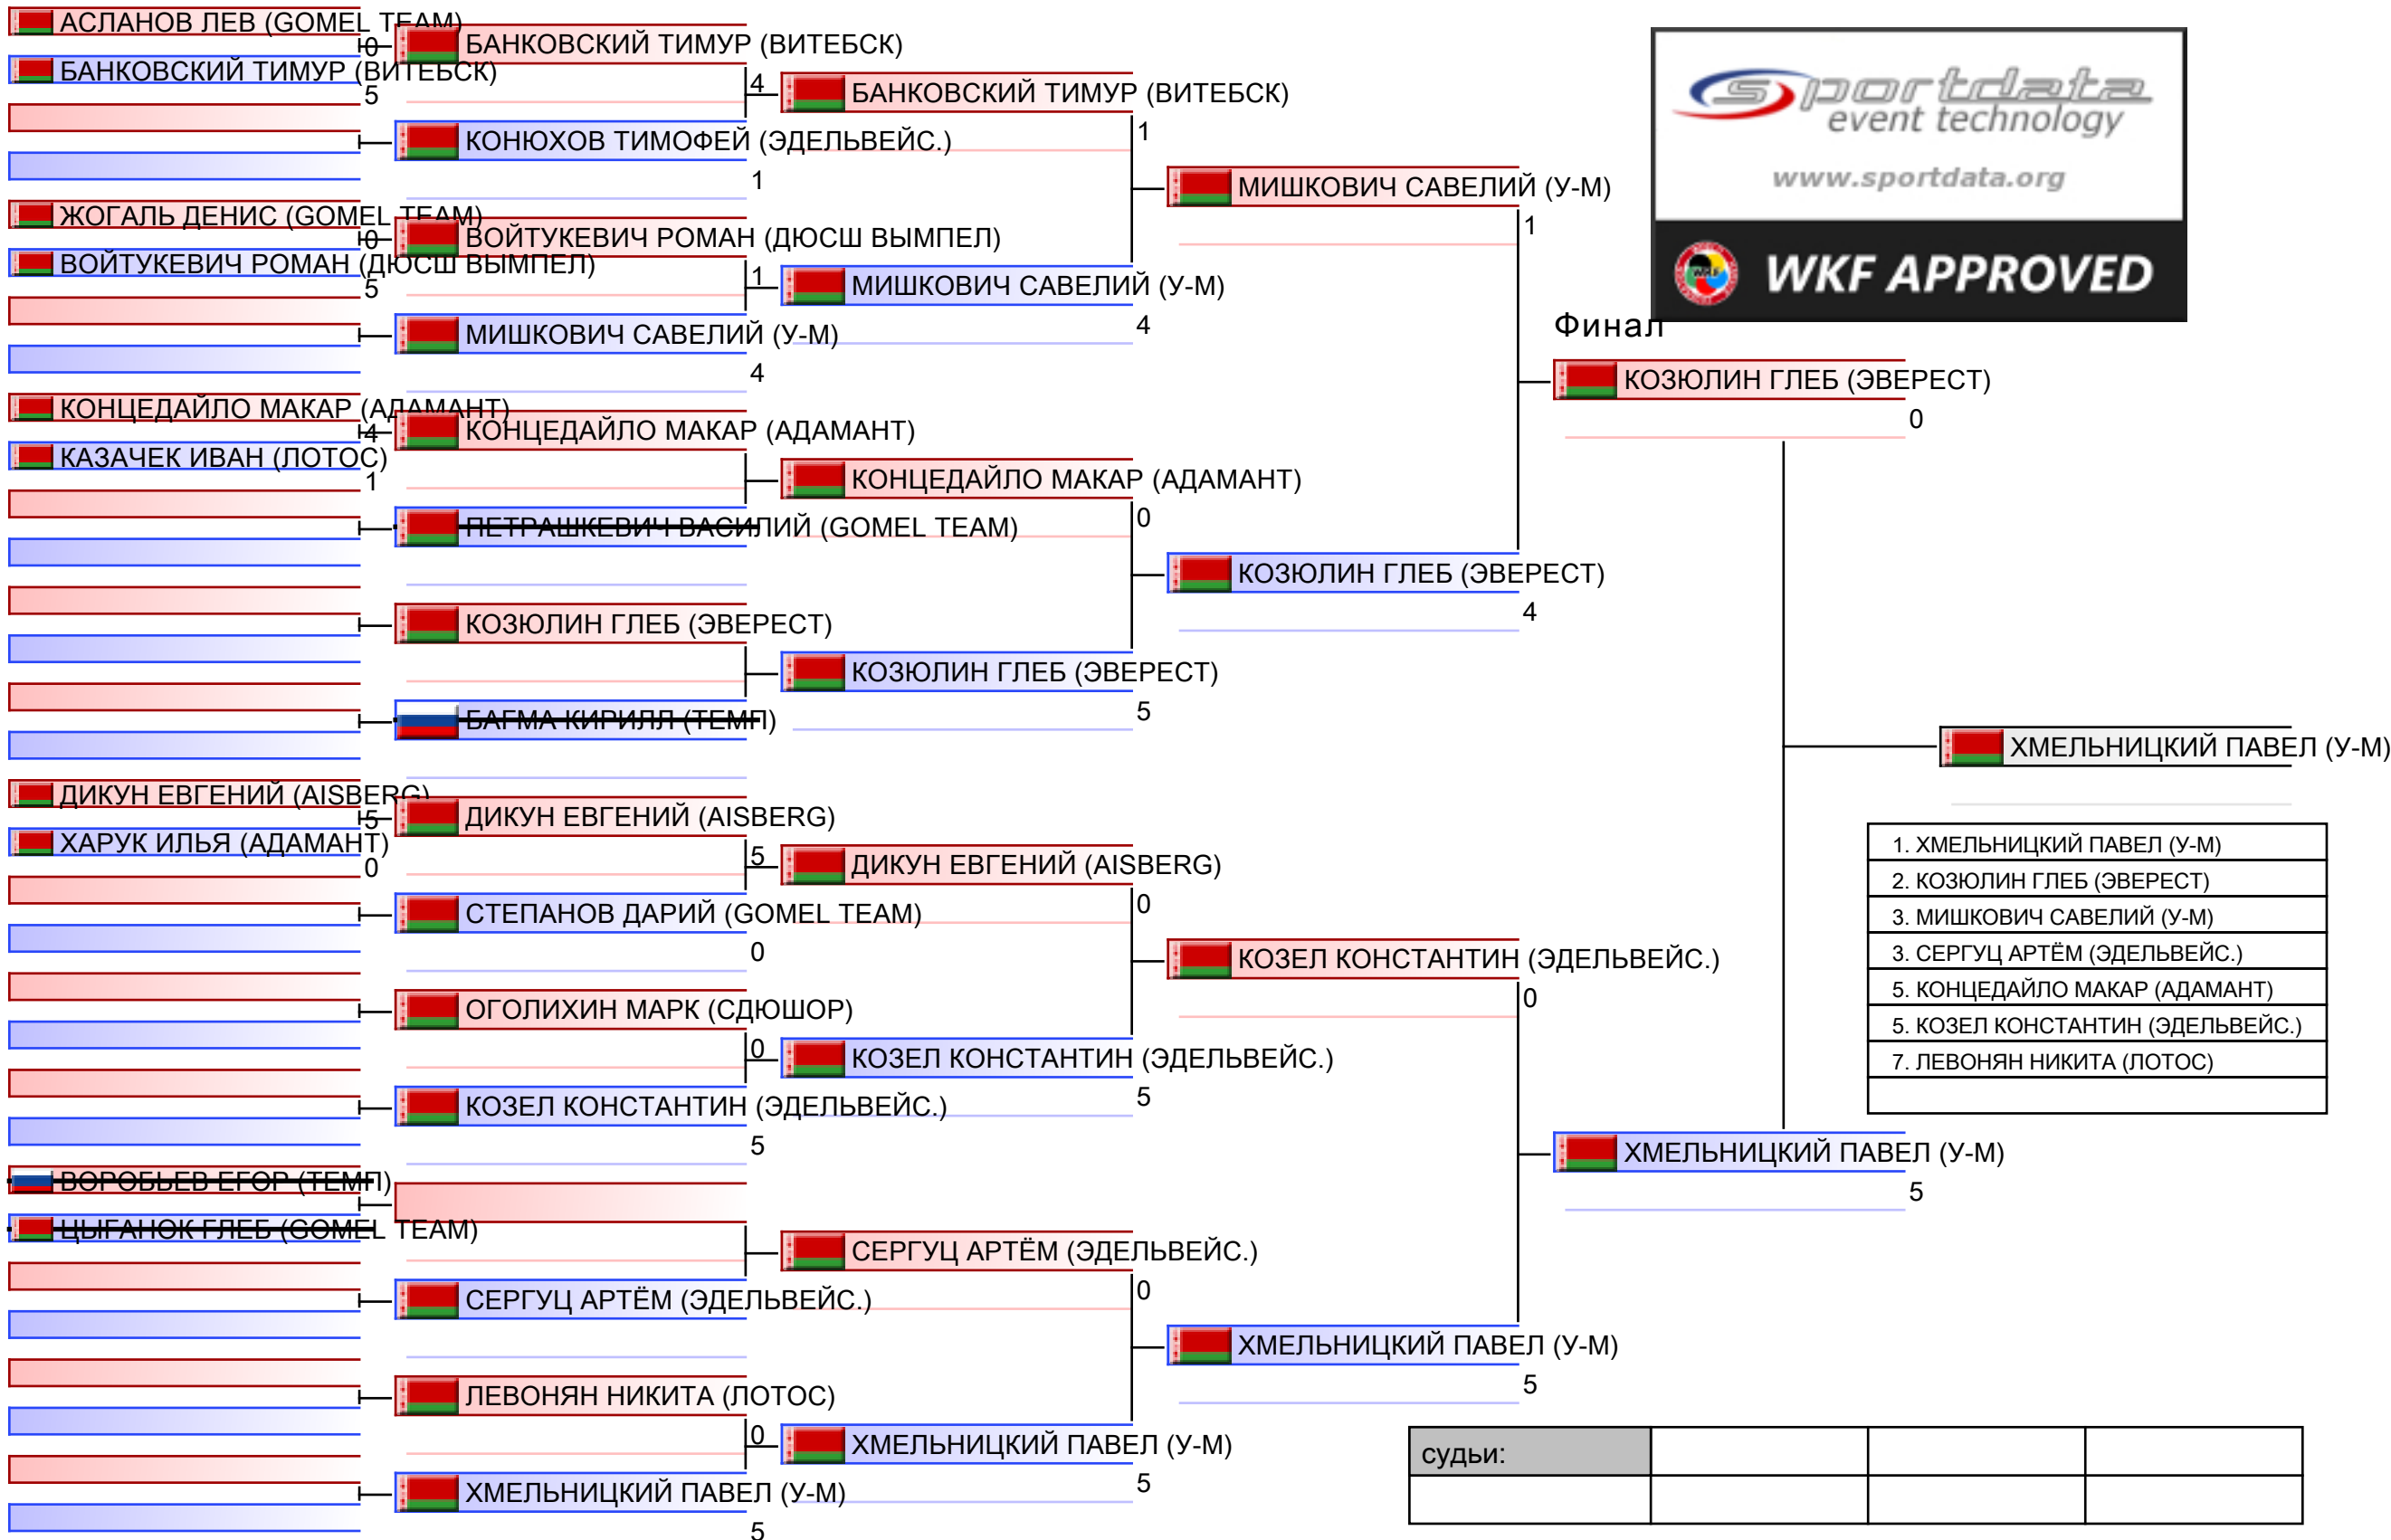 АСЛАНОВ ЛЕВ (GOMEL TEAM)
0
БАНКОВСКИЙ ТИМУР (ВИТЕБСК)
5
ЖОГАЛЬ ДЕНИС (GOMEL TEAM)
0
ВОЙТУКЕВИЧ РОМАН (ДЮСШ ВЫМПЕЛ)
5
КОНЦЕДАЙЛО МАКАР (АДАМАНТ)
4
КАЗАЧЕК ИВАН (ЛОТОС)
1
ДИКУН ЕВГЕНИЙ (AISBERG)
5
ХАРУК ИЛЬЯ (АДАМАНТ)
0
ВОРОБЬЕВ ЕГОР (ТЕМП)
ЦЫГАНОК ГЛЕБ (GOMEL TEAM)
БАНКОВСКИЙ ТИМУР (ВИТЕБСК)
4
КОНЮХОВ ТИМОФЕЙ (ЭДЕЛЬВЕЙС.)
1
ВОЙТУКЕВИЧ РОМАН (ДЮСШ ВЫМПЕЛ)
1
МИШКОВИЧ САВЕЛИЙ (У-М)
4
КОНЦЕДАЙЛО МАКАР (АДАМАНТ)
ПЕТРАШКЕВИЧ ВАСИЛИЙ (GOMEL TEAM)
КОЗЮЛИН ГЛЕБ (ЭВЕРЕСТ)
БАГМА КИРИЛЛ (ТЕМП)
ДИКУН ЕВГЕНИЙ (AISBERG)
5
СТЕПАНОВ ДАРИЙ (GOMEL TEAM)
0
ОГОЛИХИН МАРК (СДЮШОР)
0
КОЗЕЛ КОНСТАНТИН (ЭДЕЛЬВЕЙС.)
5
СЕРГУЦ АРТЁМ (ЭДЕЛЬВЕЙС.)
ЛЕВОНЯН НИКИТА (ЛОТОС)
0
ХМЕЛЬНИЦКИЙ ПАВЕЛ (У-М)
5
БАНКОВСКИЙ ТИМУР (ВИТЕБСК)
1
МИШКОВИЧ САВЕЛИЙ (У-М)
4
КОНЦЕДАЙЛО МАКАР (АДАМАНТ)
0
КОЗЮЛИН ГЛЕБ (ЭВЕРЕСТ)
5
ДИКУН ЕВГЕНИЙ (AISBERG)
0
КОЗЕЛ КОНСТАНТИН (ЭДЕЛЬВЕЙС.)
5
СЕРГУЦ АРТЁМ (ЭДЕЛЬВЕЙС.)
0
ХМЕЛЬНИЦКИЙ ПАВЕЛ (У-М)
5
МИШКОВИЧ САВЕЛИЙ (У-М)
1
КОЗЮЛИН ГЛЕБ (ЭВЕРЕСТ)
4
КОЗЕЛ КОНСТАНТИН (ЭДЕЛЬВЕЙС.)
0
ХМЕЛЬНИЦКИЙ ПАВЕЛ (У-М)
5
sportdata
event technology
www.sportdata.org
WKF
WKF APPROVED
Финал
КОЗЮЛИН ГЛЕБ (ЭВЕРЕСТ)
0
ХМЕЛЬНИЦКИЙ ПАВЕЛ (У-М)
5
ХМЕЛЬНИЦКИЙ ПАВЕЛ (У-М)
1. ХМЕЛЬНИЦКИЙ ПАВЕЛ (У-М)
2. КОЗЮЛИН ГЛЕБ (ЭВЕРЕСТ)
3. МИШКОВИЧ САВЕЛИЙ (У-М)
3. СЕРГУЦ АРТЁМ (ЭДЕЛЬВЕЙС.)
5. КОНЦЕДАЙЛО МАКАР (АДАМАНТ)
5. КОЗЕЛ КОНСТАНТИН (ЭДЕЛЬВЕЙС.)
7. ЛЕВОНЯН НИКИТА (ЛОТОС)
судьи: